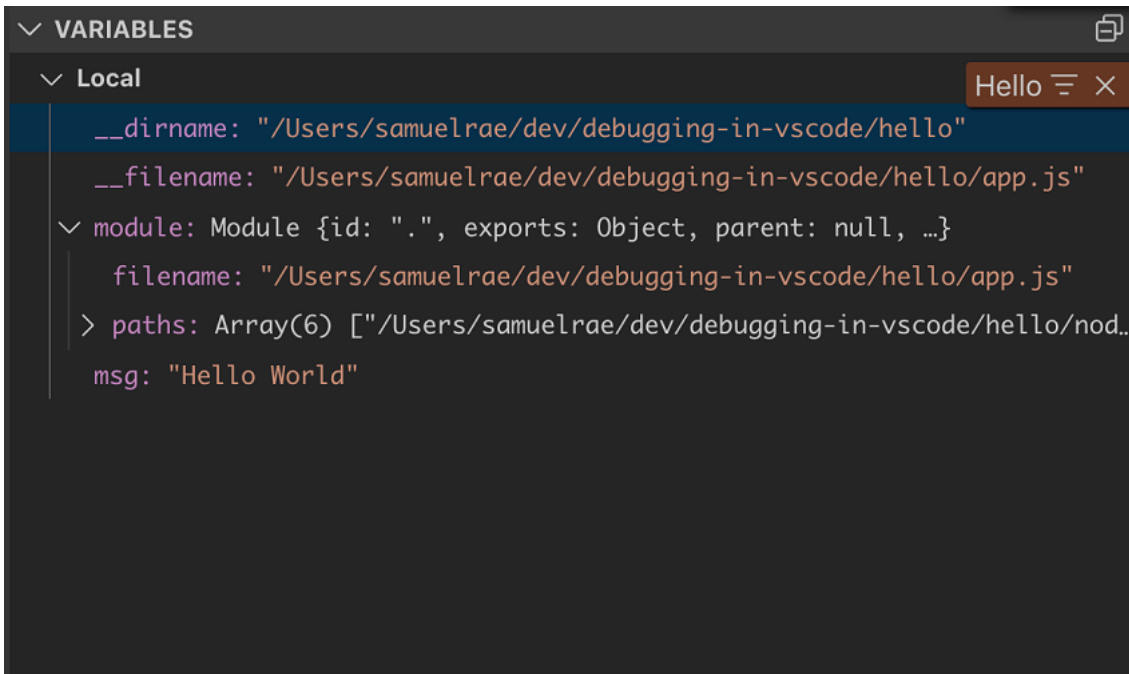 VARIABLES
Local
Hello
__dirname: "/Users/samuelrae/dev/debugging-in-vscode/hello"
__filename: "/Users/samuelrae/dev/debugging-in-vscode/hello/app.js"
module: Module {id: ".", exports: Object, parent: null, …}
filename: "/Users/samuelrae/dev/debugging-in-vscode/hello/app.js"
paths: Array(6) ["/Users/samuelrae/dev/debugging-in-vscode/hello/nod…
msg: "Hello World"